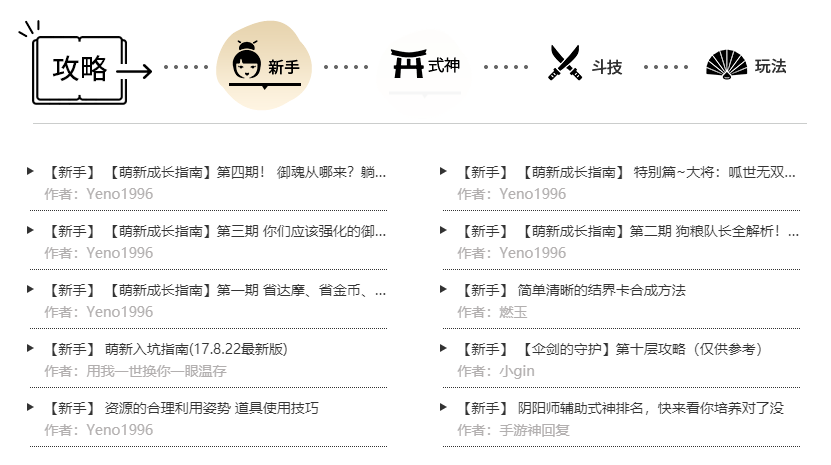 攻略
新手
式神
斗技
玩法
【新手】 【萌新成长指南】第四期！ 御魂从哪来？躺...
作者：Yeno1996
【新手】 【萌新成长指南】 特别篇~大将：呱世无双...
作者：Yeno1996
【新手】 【萌新成长指南】第三期 你们应该强化的御...
作者：Yeno1996
【新手】 【萌新成长指南】第二期 狗粮队长全解析！...
作者：Yeno1996
【新手】 【萌新成长指南】第一期 省达摩、省金币、...
作者：Yeno1996
【新手】 简单清晰的结界卡合成方法
作者：燃玉
【新手】 萌新入坑指南(17.8.22最新版)
作者：用我一世换你一眼温存
【新手】 【伞剑的守护】第十层攻略（仅供参考）
作者：小gin
【新手】 资源的合理利用姿势 道具使用技巧
作者：Yeno1996
【新手】 阴阳师辅助式神排名，快来看你培养对了没
作者：手游神回复